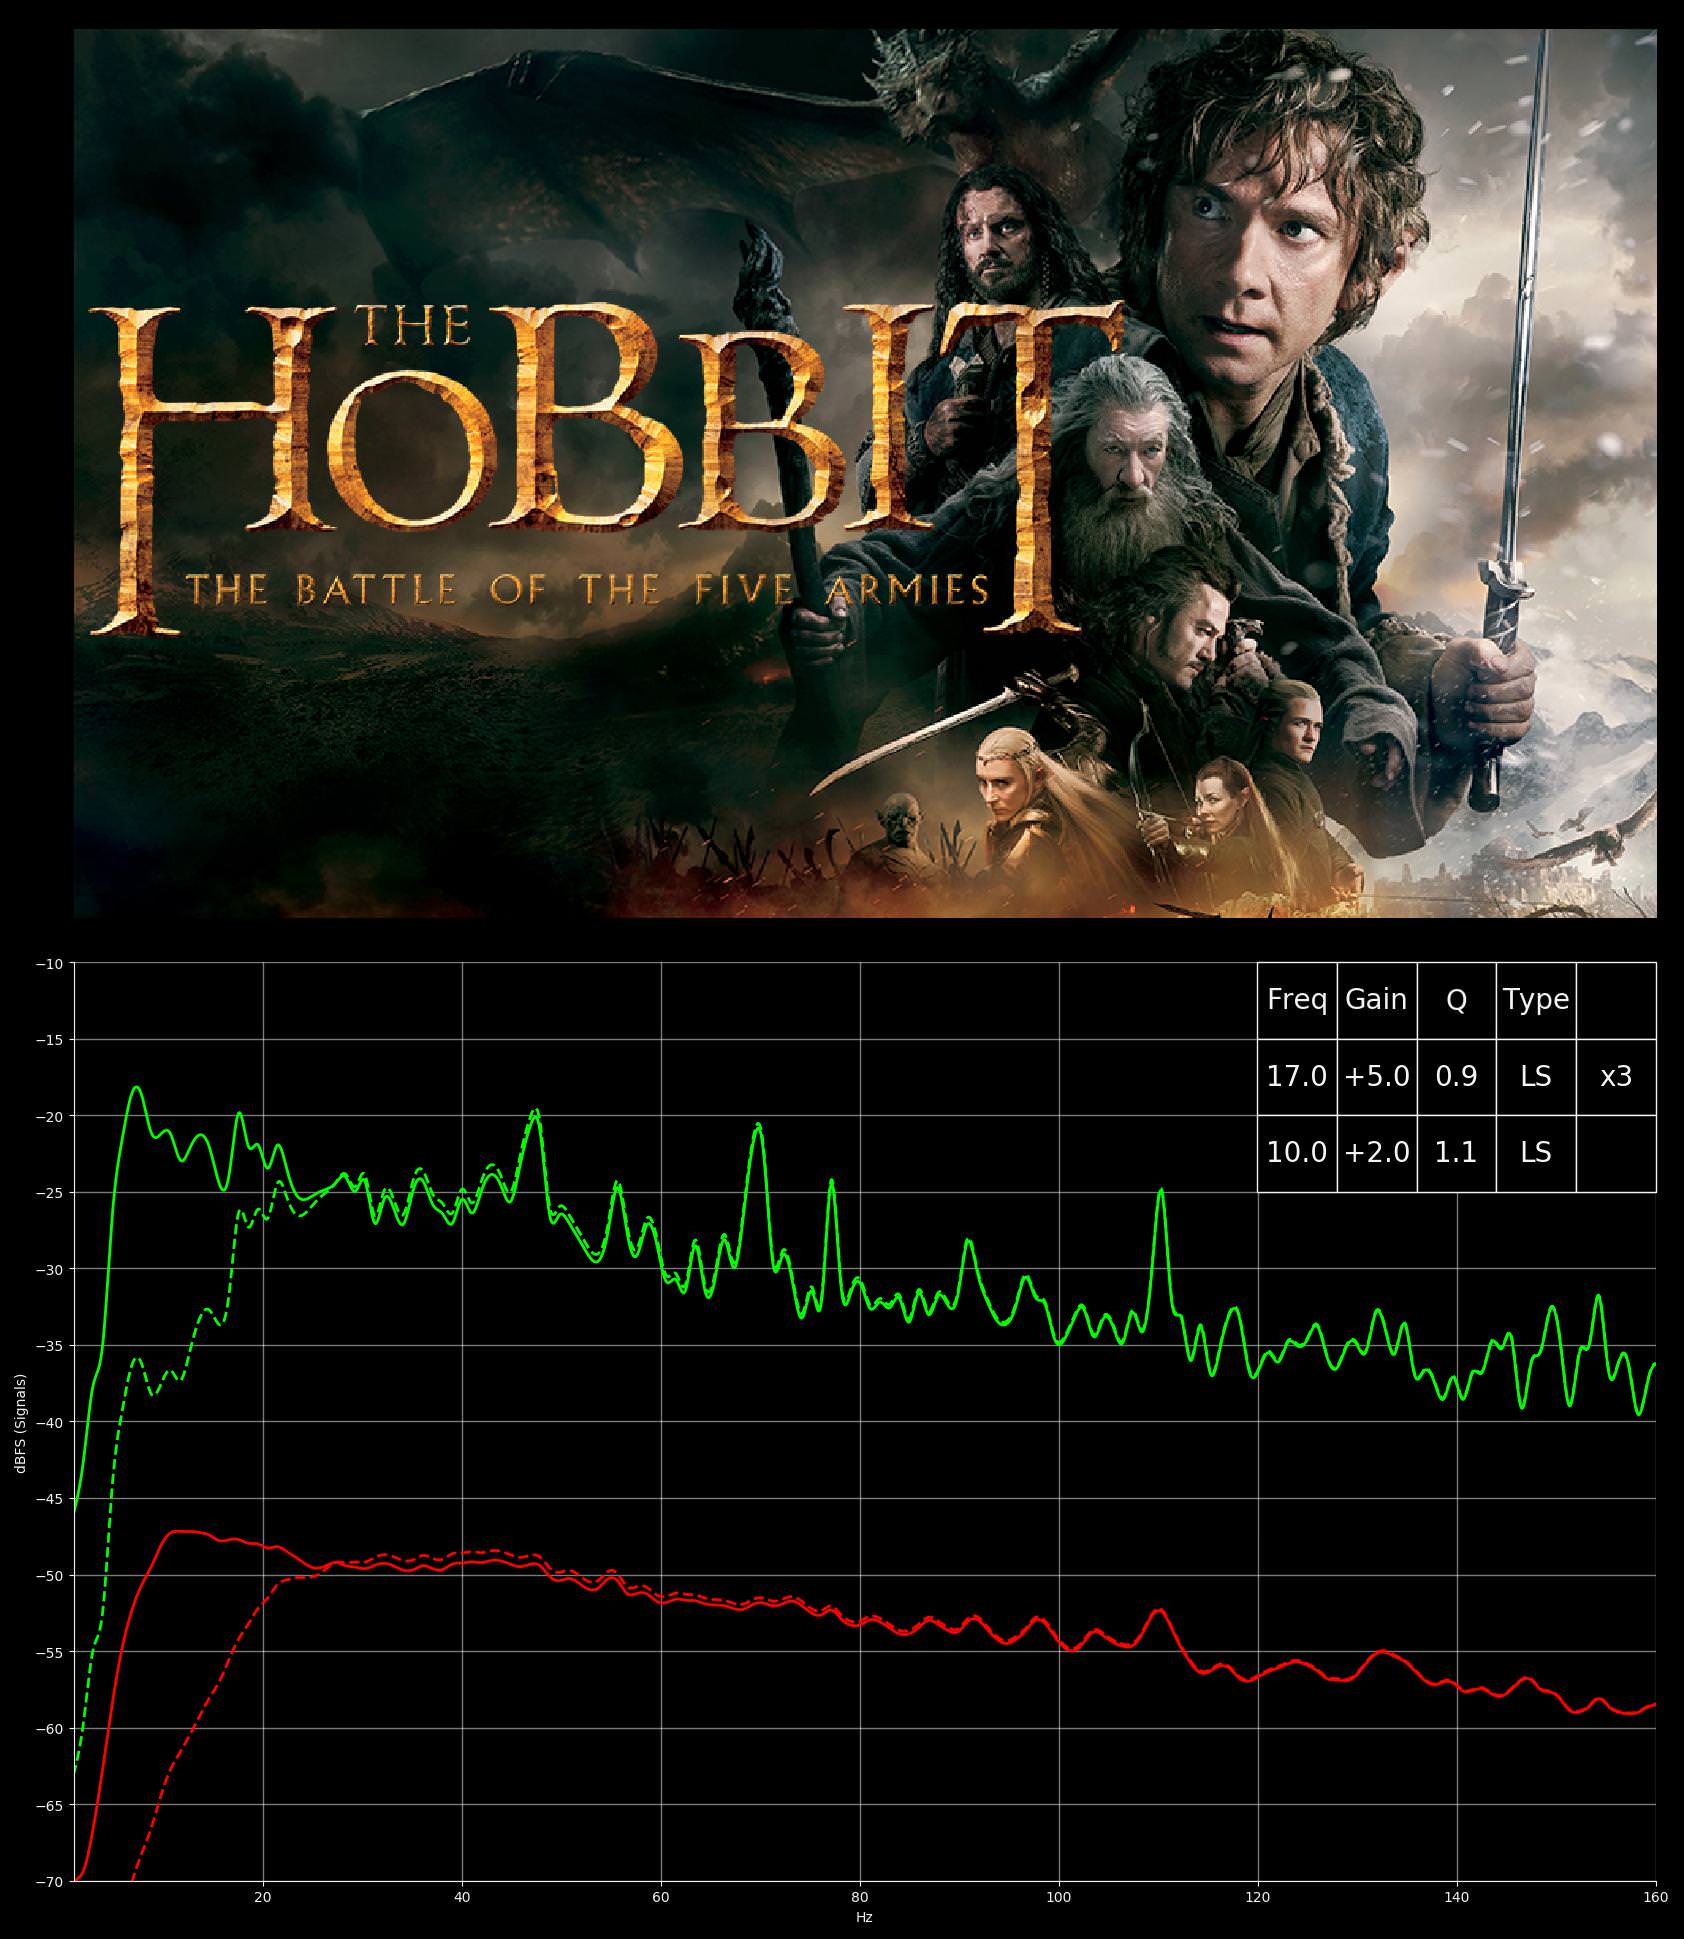 THE
HOBBIT
THE BATTLE OF THE FIVE ARMIES
Freq Gain Q Type
17.0 +5.0 0.9 LS x3
10.0 +2.0 1.1 LS
−10
−15
−20
−25
−30
−35
−40
−45
−50
−55
−60
−65
−70
dBFS (Signals)
20 40 60 80 100 120 140 160
Hz